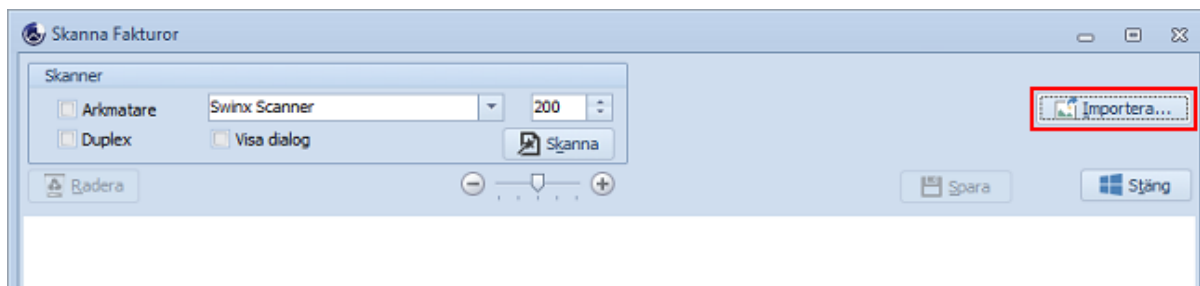 Skanna Fakturor
Skanner
Arkmatare Swinx Scanner 200
Importera...
Duplex Visa dialog Skanna
Radera Spara Stäng